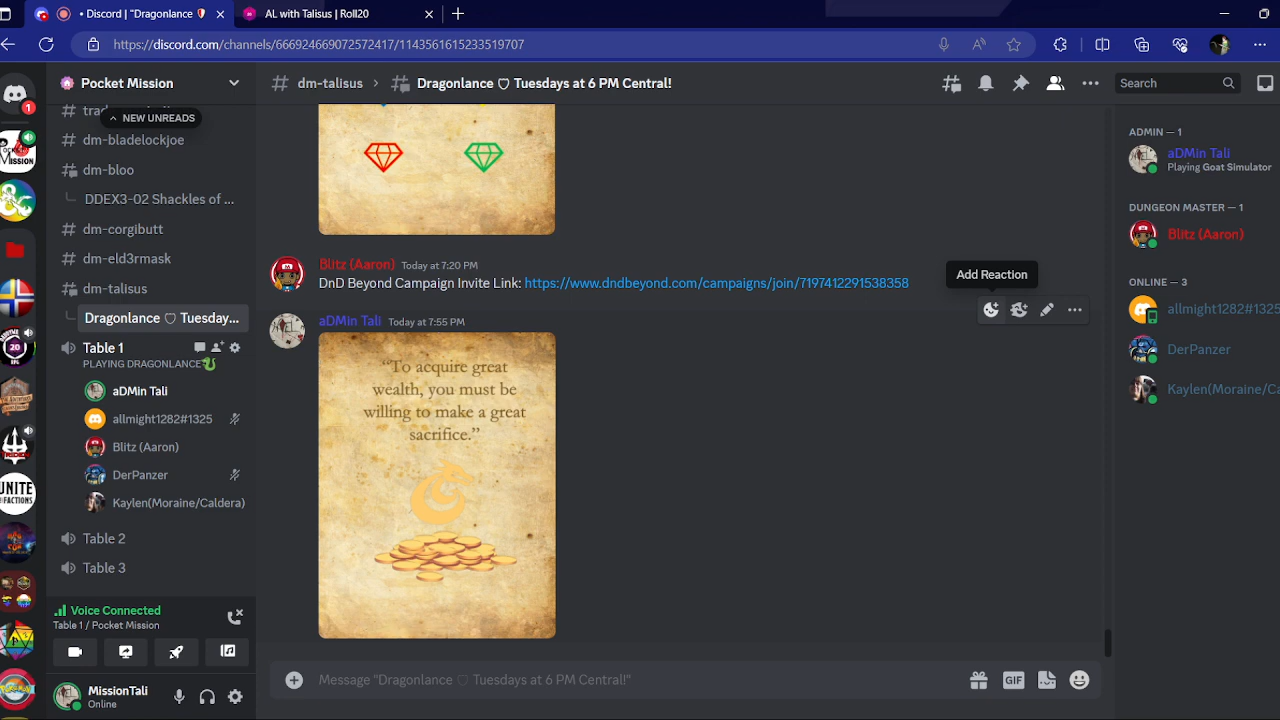 • Discord | "Dragonlance
AL with Talisus | Roll20
https://discord.com/channels/666924669072572417/1143561615233519707
1
Pocket Mission
NEW UNREADS
# dm-bladelockjoe
dm-bloo
DDEX3-02 Shackles of ...
# dm-corgibutt
# dm-eld3rmask
dm-talisus
Dragonlance ♡ Tuesday...
Table 1
PLAYING DRAGONLANCE
aDMin Tali
allmight1282#1325
Blitz (Aaron)
DerPanzer
Kaylen(Moraine/Caldera)
Table 2
Table 3
Voice Connected
Table 1 / Pocket Mission
MissionTali
Online
dm-talisus > Dragonlance ♡ Tuesdays at 6 PM Central!
Search
Blitz (Aaron) Today at 7:20 PM
DnD Beyond Campaign Invite Link: https://www.dndbeyond.com/campaigns/join/7197412291538358
Add Reaction
aDMin Tali Today at 7:55 PM
“To acquire great
wealth, you must be
willing to make a great
sacrifice.”
Message "Dragonlance ♡ Tuesdays at 6 PM Central!"
GIF
ADMIN — 1
aDMin Tali
Playing Goat Simulator
DUNGEON MASTER — 1
Blitz (Aaron)
ONLINE — 3
allmight1282#1325
DerPanzer
Kaylen(Moraine/Ca